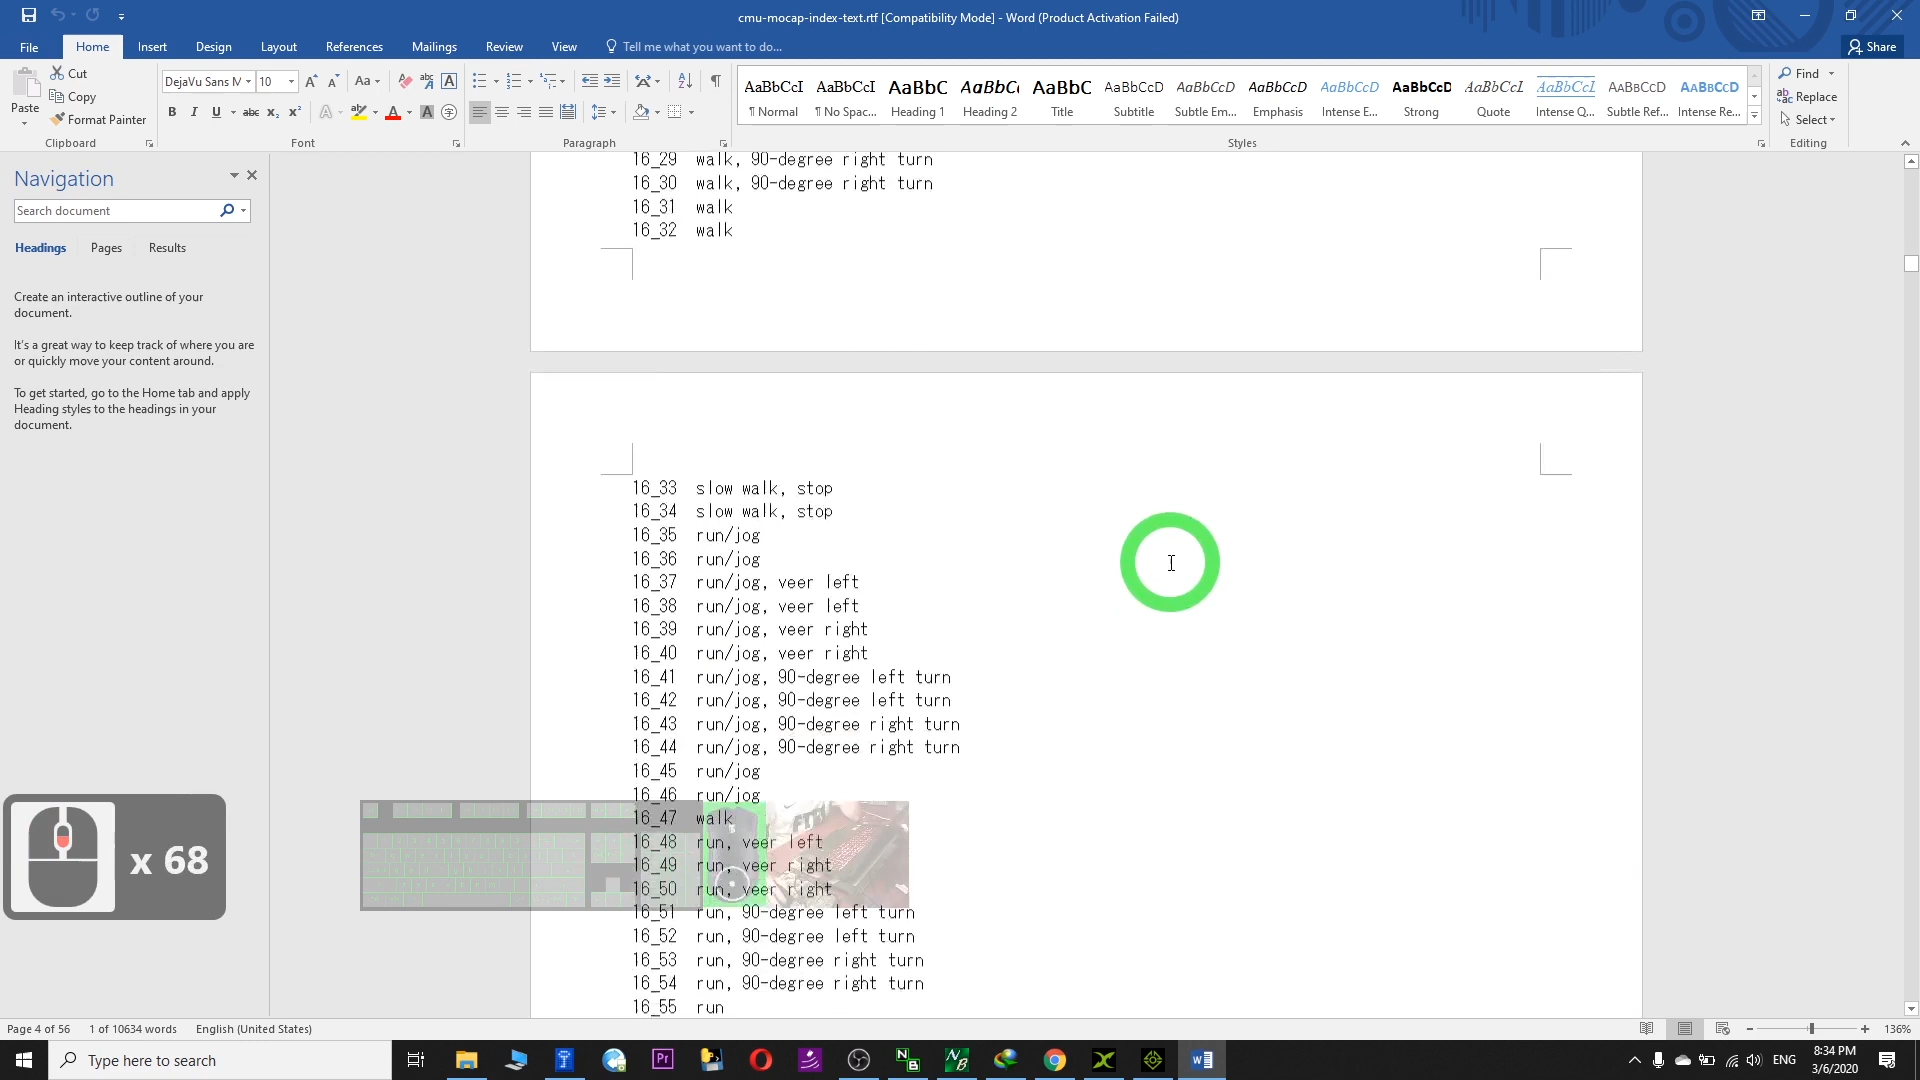 cmu-mocap-index-text.rtf [Compatibility Mode] - Word (Product Activation Failed)
File Home Insert Design Layout References Mailings Review View Tell me what you want to do... Share
Paste Cut Copy Format Painter
DejaVu Sans M 10
AaBbCcI AaBbCcI AaBbC AaBbC AaBbC AaBbCcD AaBbCcD AaBbCcD AaBbCcD AaBbCcD AaBbCcI AaBbCcI AaBbCcD AaBbCcD
¶ Normal ¶ No Spac... Heading 1 Heading 2 Title Subtitle Subtle Em... Emphasis Intense E... Strong Quote Intense Q... Subtle Ref... Intense Re...
Find
Replace
Select
Clipboard Font Paragraph Styles Editing
Navigation
Search document
Headings Pages Results
Create an interactive outline of your
document.
It's a great way to keep track of where you are
or quickly move your content around.
To get started, go to the Home tab and apply
Heading styles to the headings in your
document.
16_29 walk, 90-degree right turn
16_30 walk, 90-degree right turn
16_31 walk
16_32 walk
16_33 slow walk, stop
16_34 slow walk, stop
16_35 run/jog
16_36 run/jog
16_37 run/jog, veer left
16_38 run/jog, veer left
16_39 run/jog, veer right
16_40 run/jog, veer right
16_41 run/jog, 90-degree left turn
16_42 run/jog, 90-degree left turn
16_43 run/jog, 90-degree right turn
16_44 run/jog, 90-degree right turn
16_45 run/jog
16_46 run/jog
16_47 walk
16_48 run, veer left
16_49 run, veer right
16_50 run, veer right
16_51 run, 90-degree left turn
16_52 run, 90-degree left turn
16_53 run, 90-degree right turn
16_54 run, 90-degree right turn
16_55 run
x 68
Page 4 of 56 1 of 10634 words English (United States) 136%
Type here to search
ENG
8:34 PM
3/6/2020